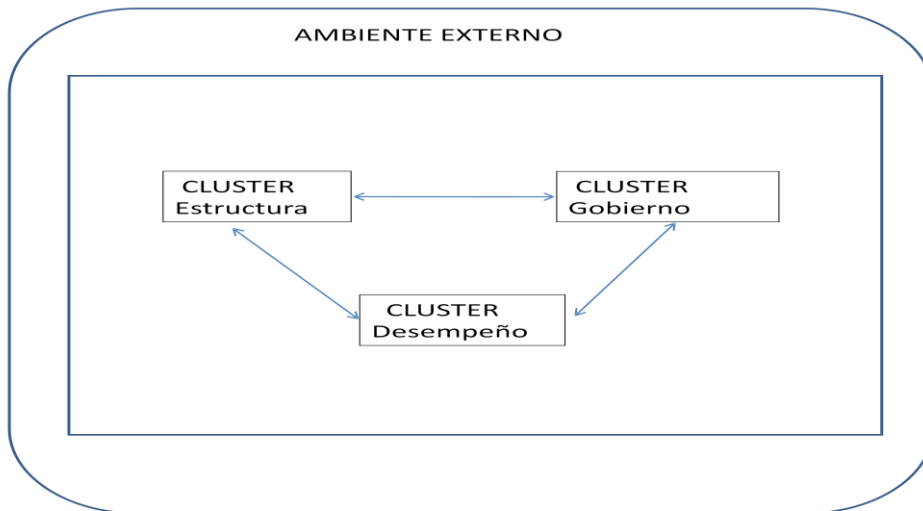 AMBIENTE EXTERNO
CLUSTER
Estructura
CLUSTER
Gobierno
CLUSTER
Desempeño